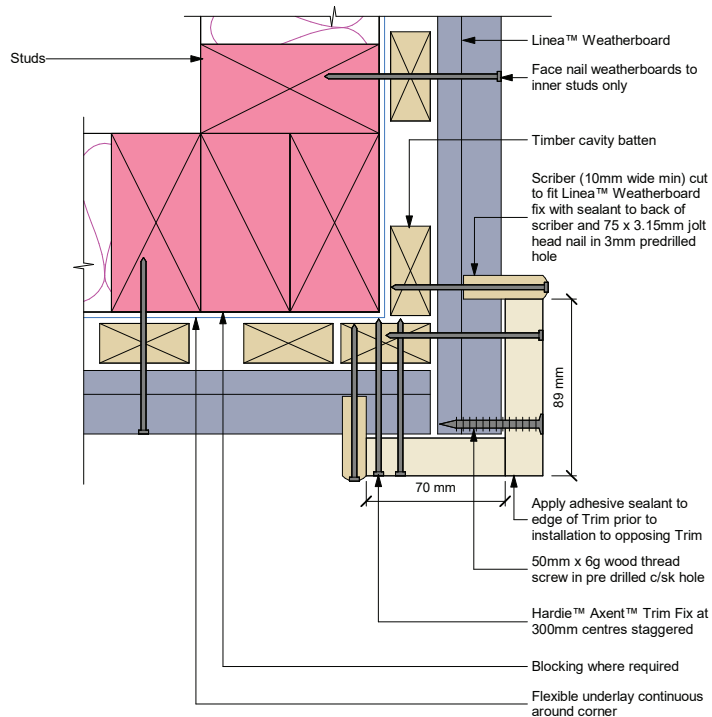 Studs
Linea™ Weatherboard
Face nail weatherboards to
inner studs only
Timber cavity batten
Scriber (10mm wide min) cut
to fit Linea™ Weatherboard
fix with sealant to back of
scriber and 75 x 3.15mm jolt
head nail in 3mm predrilled
hole
89 mm
70 mm
Apply adhesive sealant to
edge of Trim prior to
installation to opposing Trim
50mm x 6g wood thread
screw in pre drilled c/sk hole
Hardie™ Axent™ Trim Fix at
300mm centres staggered
Blocking where required
Flexible underlay continuous
around corner